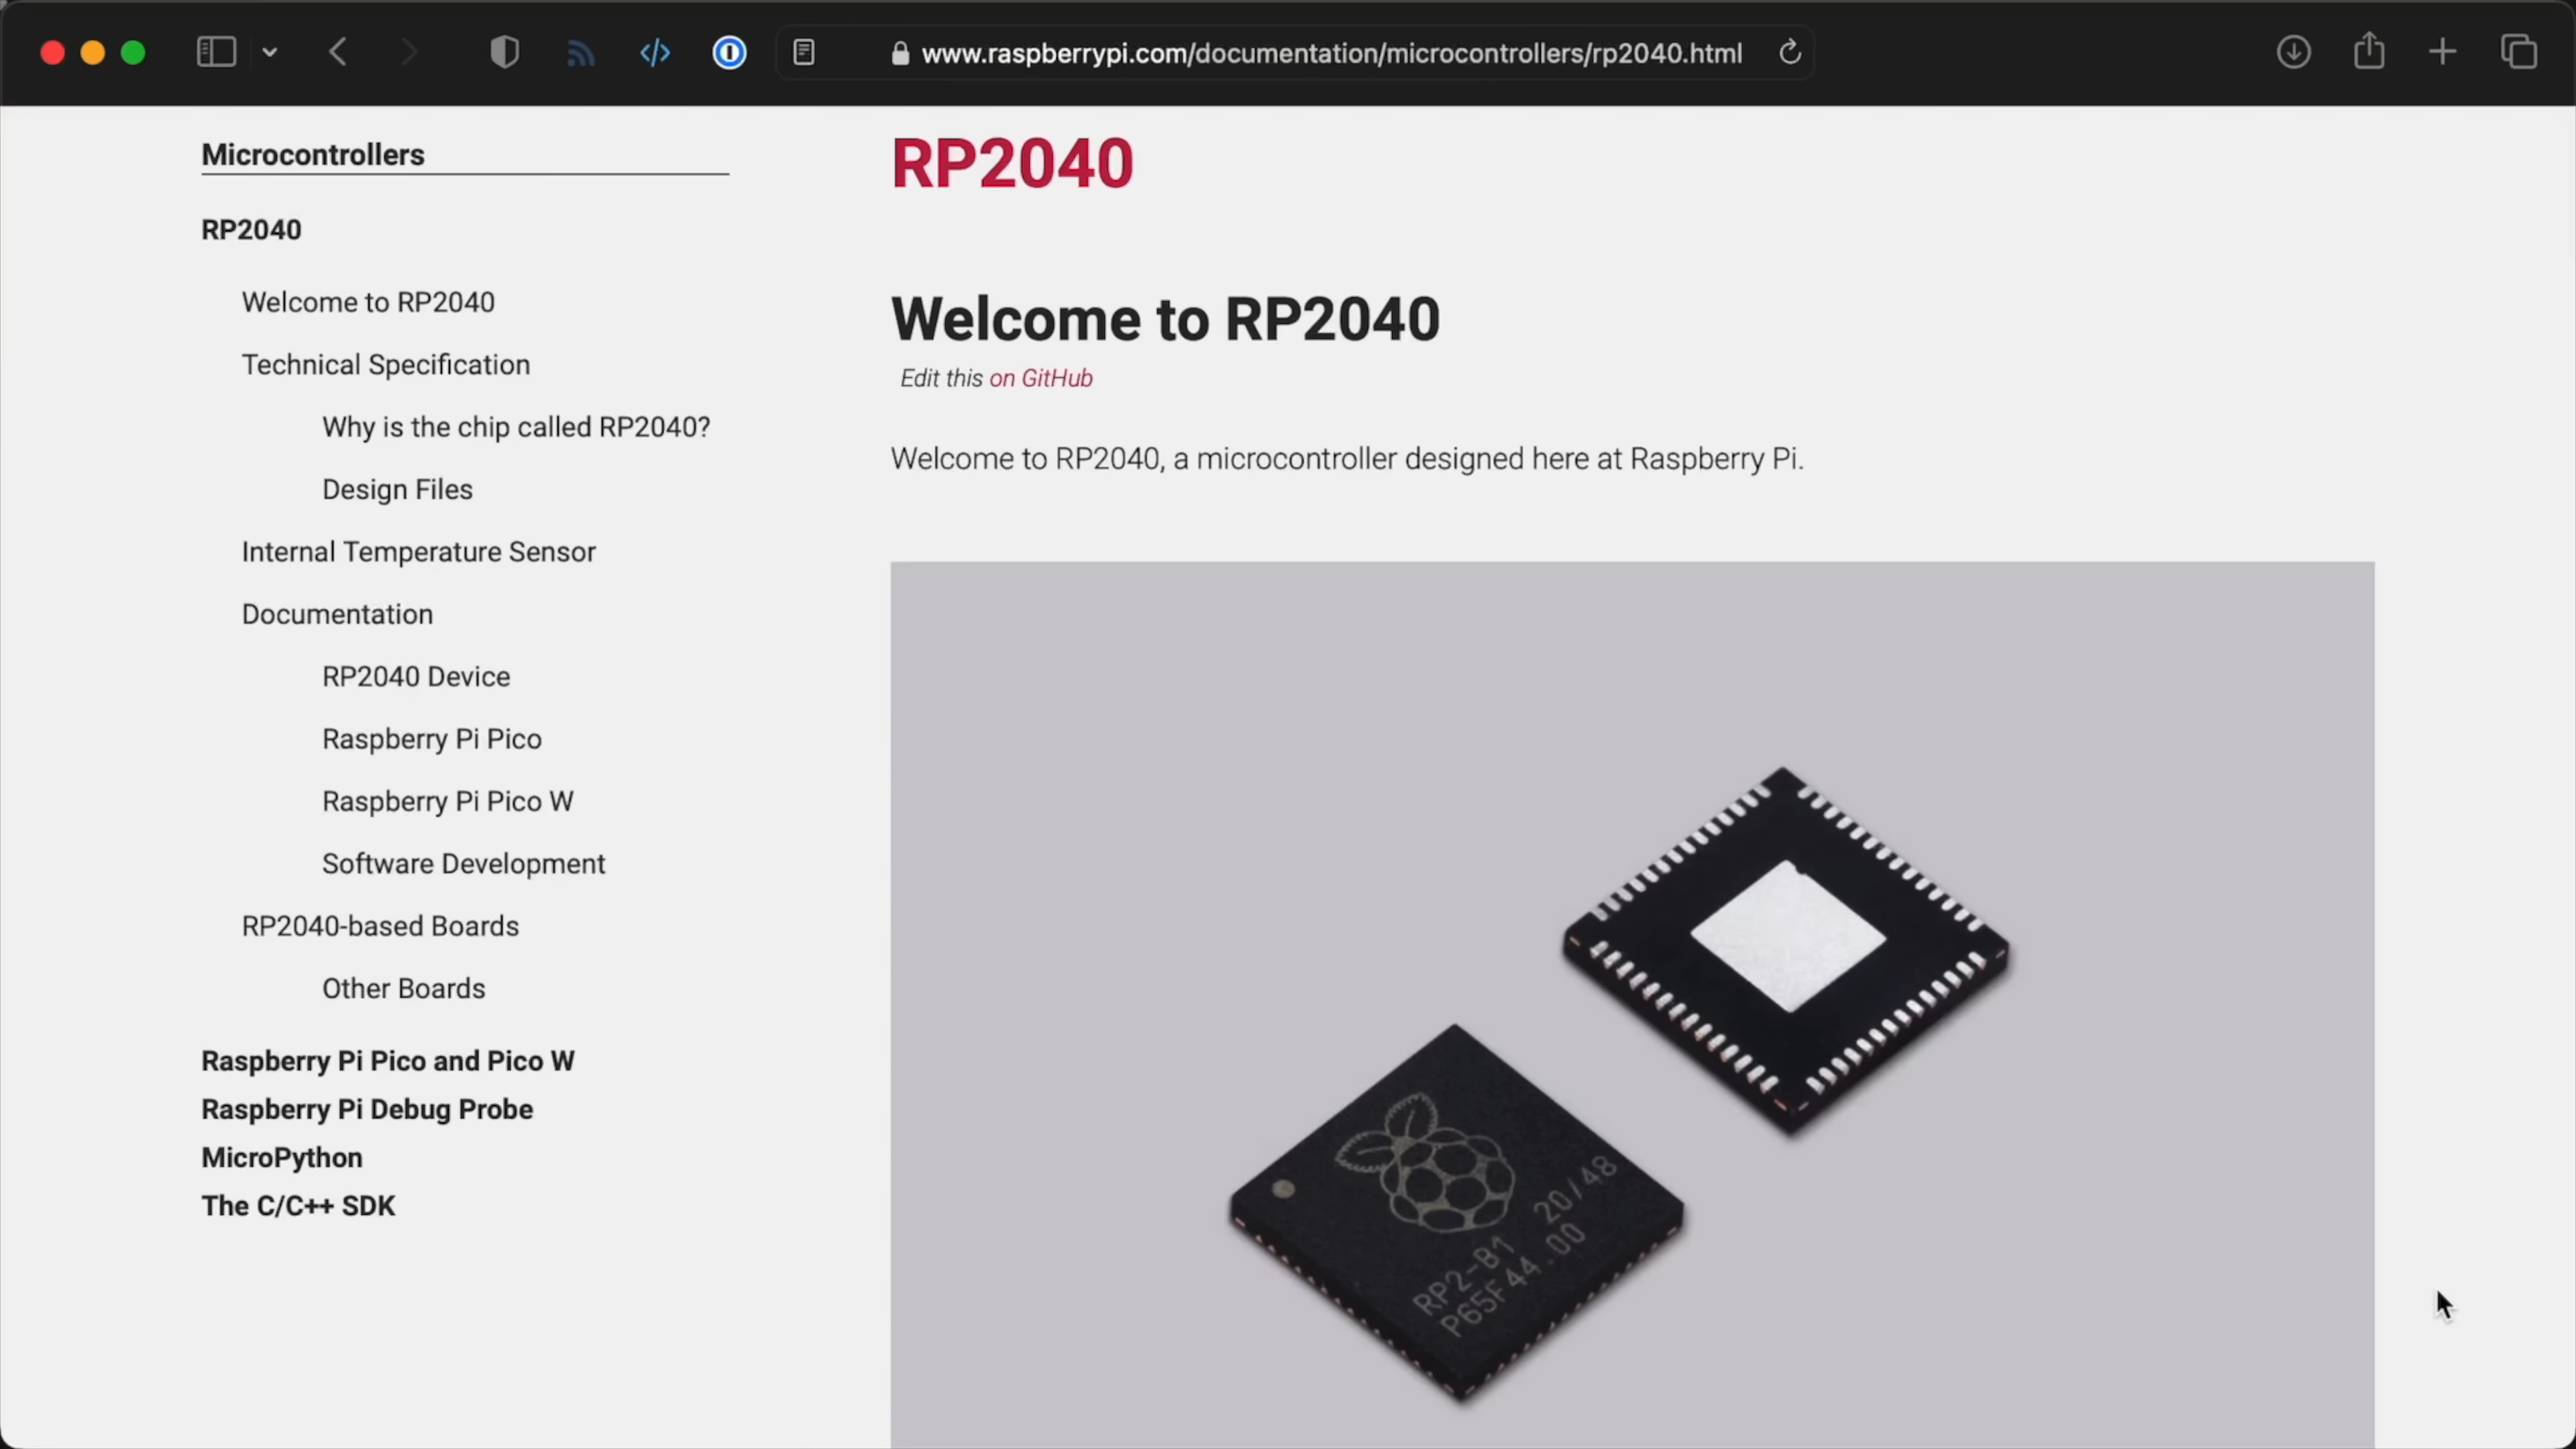 www.raspberrypi.com/documentation/microcontrollers/rp2040.html
Microcontrollers
RP2040
Welcome to RP2040
Technical Specification
Why is the chip called RP2040?
Design Files
Internal Temperature Sensor
Documentation
RP2040 Device
Raspberry Pi Pico
Raspberry Pi Pico W
Software Development
RP2040-based Boards
Other Boards
Raspberry Pi Pico and Pico W
Raspberry Pi Debug Probe
MicroPython
The C/C++ SDK
RP2040
Welcome to RP2040
Edit this on GitHub
Welcome to RP2040, a microcontroller designed here at Raspberry Pi.
RP2-B1 20/48
P65F44.00